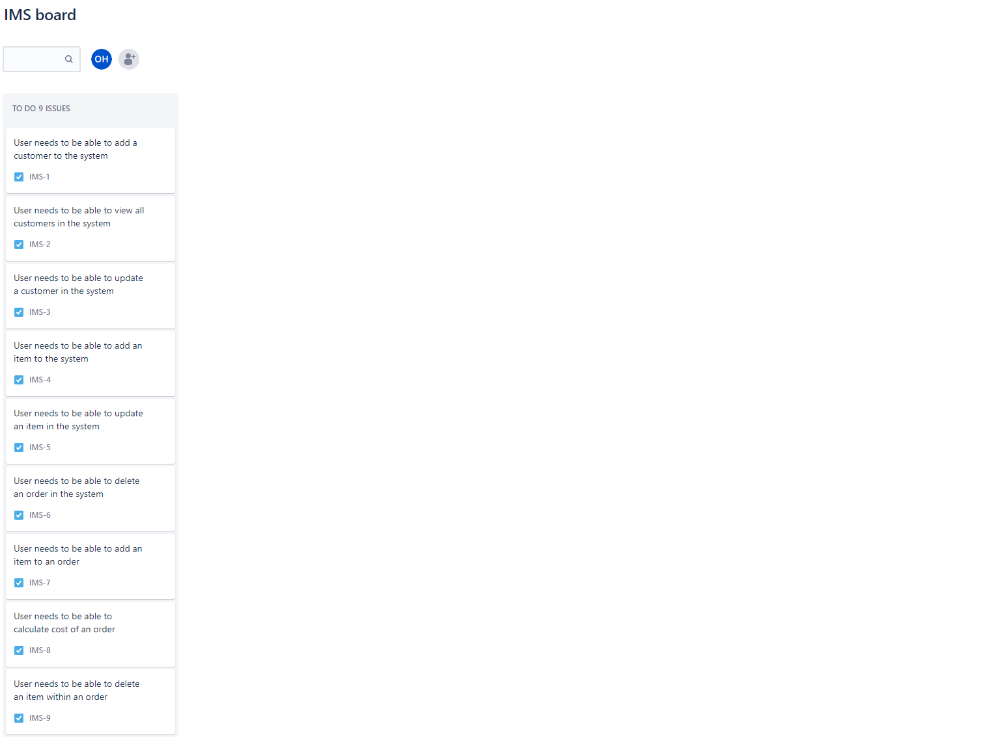 IMS board
OH
TO DO 9 ISSUES
User needs to be able to add a
customer to the system
IMS-1
User needs to be able to view all
customers in the system
IMS-2
User needs to be able to update
a customer in the system
IMS-3
User needs to be able to add an
item to the system
IMS-4
User needs to be able to update
an item in the system
IMS-5
User needs to be able to delete
an order in the system
IMS-6
User needs to be able to add an
item to an order
IMS-7
User needs to be able to
calculate cost of an order
IMS-8
User needs to be able to delete
an item within an order
IMS-9